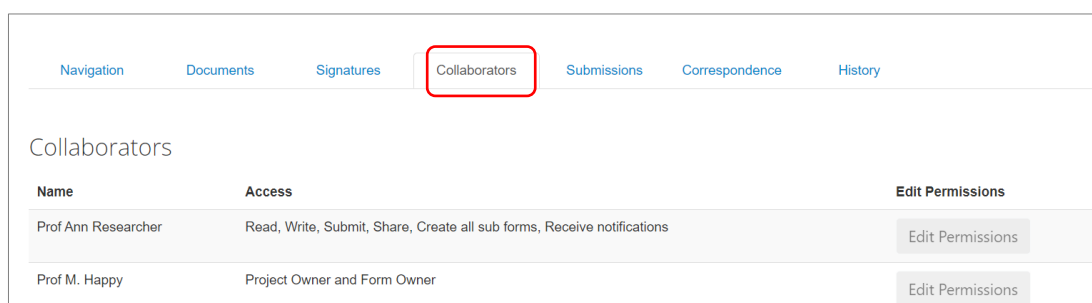 Navigation Documents Signatures Collaborators Submissions Correspondence History
Collaborators
Name Access Edit Permissions
Prof Ann Researcher Read, Write, Submit, Share, Create all sub forms, Receive notifications Edit Permissions
Prof M. Happy Project Owner and Form Owner Edit Permissions